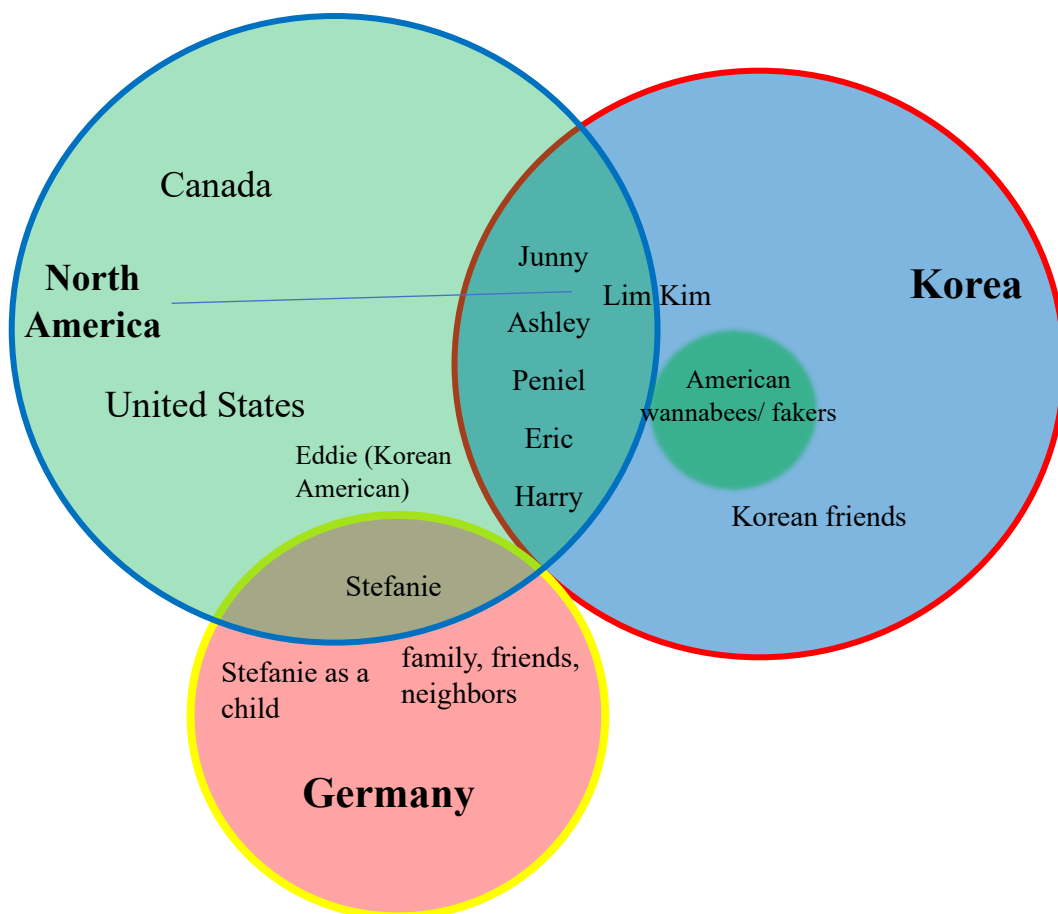 Canada
North
America
United States
Eddie (Korean
American)
Junny
Lim Kim
Ashley
Peniel
Eric
Harry
Korea
American
wannabees/ fakers
Korean friends
Stefanie
Stefanie as a
child
family, friends,
neighbors
Germany